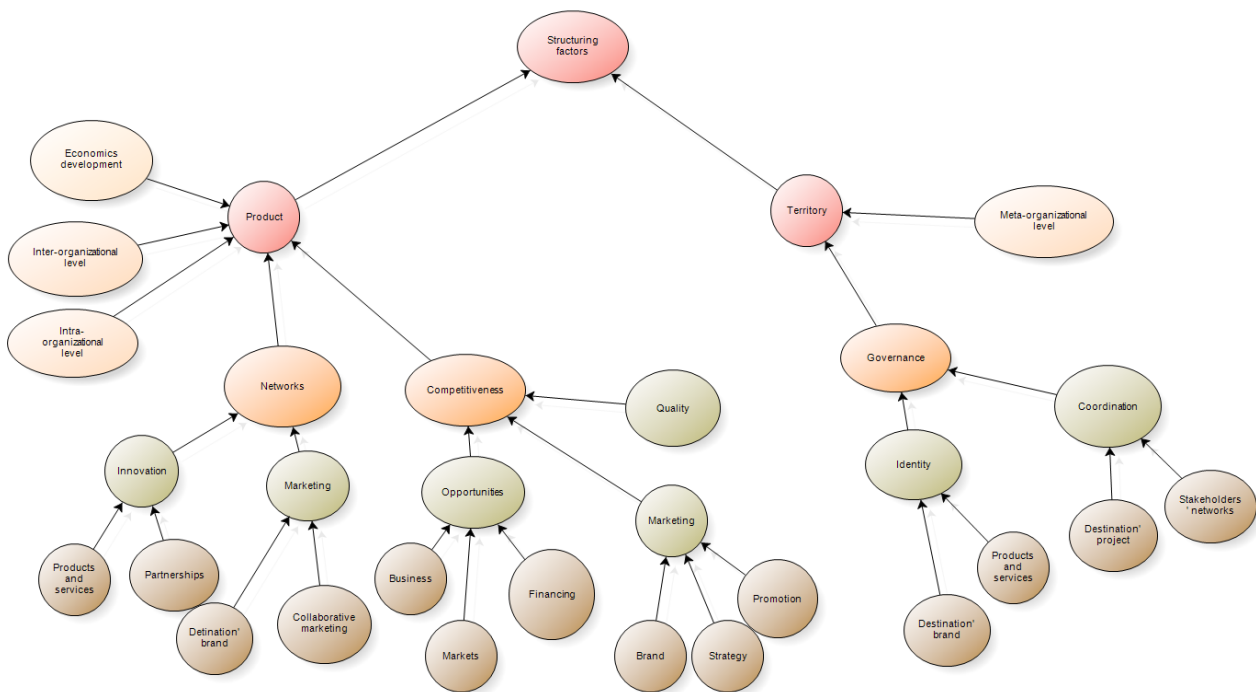 Structuring
factors
Economics
development
Product
Territory
Meta-organizational
level
Inter-organizational
level
Intra-
organizational
level
Networks
Competitiveness
Quality
Governance
Coordination
Innovation
Marketing
Opportunities
Marketing
Identity
Stakeholders
' networks
Products
and
services
Partnerships
Detination'
brand
Collaborative
marketing
Business
Markets
Financing
Brand
Strategy
Promotion
Destination'
brand
Products
and
services
Destination'
project